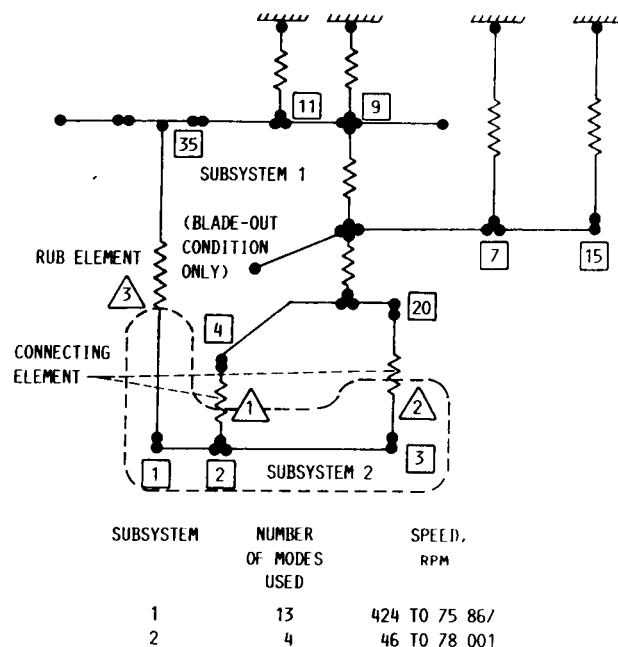 11
9
35
SUBSYSTEM 1
(BLADE-OUT
CONDITION
ONLY)
RUB ELEMENT
7
15
3
20
4
CONNECTING
ELEMENT
1
2
3
1
2
SUBSYSTEM 2
SUBSYSTEM NUMBER OF MODES USED SPEED, RPM
1 13 424 TO 75 867
2 4 46 TO 78 001